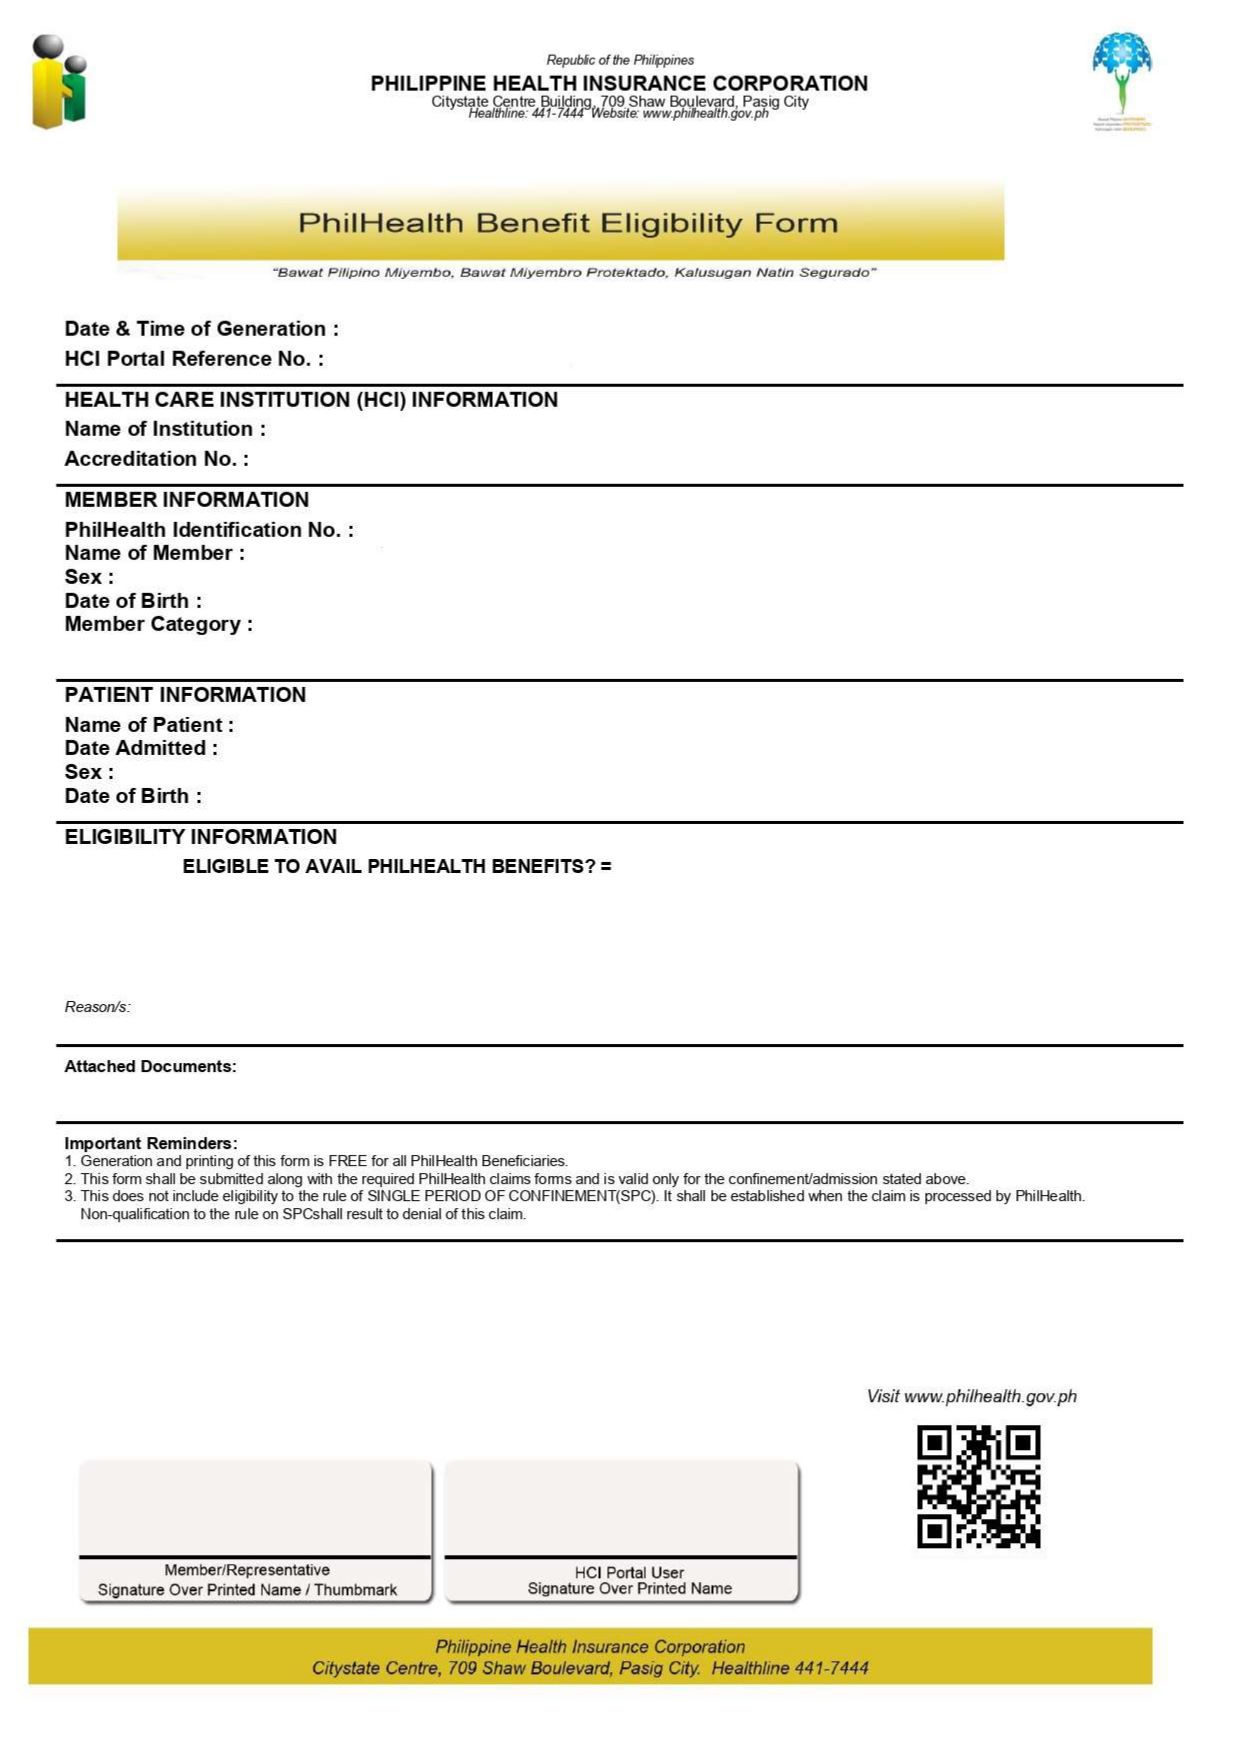 Republic of the Philippines
PHILIPPINE HEALTH INSURANCE CORPORATION
Citystate Centre Building, 709 Shaw Boulevard, Pasig City
Healthline: 441-7444 Website: www.philhealth.gov.ph
PhilHealth Benefit Eligibility Form
"Bawat Pilipino Miyembo, Bawat Miyembro Protektado, Kalusugan Natin Segurado"
Date & Time of Generation :
HCI Portal Reference No. :
HEALTH CARE INSTITUTION (HCI) INFORMATION
Name of Institution :
Accreditation No. :
MEMBER INFORMATION
PhilHealth Identification No. :
Name of Member :
Sex :
Date of Birth :
Member Category :
PATIENT INFORMATION
Name of Patient :
Date Admitted :
Sex :
Date of Birth :
ELIGIBILITY INFORMATION
ELIGIBLE TO AVAIL PHILHEALTH BENEFITS? =
Reason/s:
Attached Documents:
Important Reminders:
1. Generation and printing of this form is FREE for all PhilHealth Beneficiaries.
2. This form shall be submitted along with the required PhilHealth claims forms and is valid only for the confinement/admission stated above.
3. This does not include eligibility to the rule of SINGLE PERIOD OF CONFINEMENT(SPC). It shall be established when the claim is processed by PhilHealth.
Non-qualification to the rule on SPCshall result to denial of this claim.
Visit www.philhealth.gov.ph
Member/Representative
Signature Over Printed Name / Thumbmark
HCI Portal User
Signature Over Printed Name
Philippine Health Insurance Corporation
Citystate Centre, 709 Shaw Boulevard, Pasig City. Healthline 441-7444